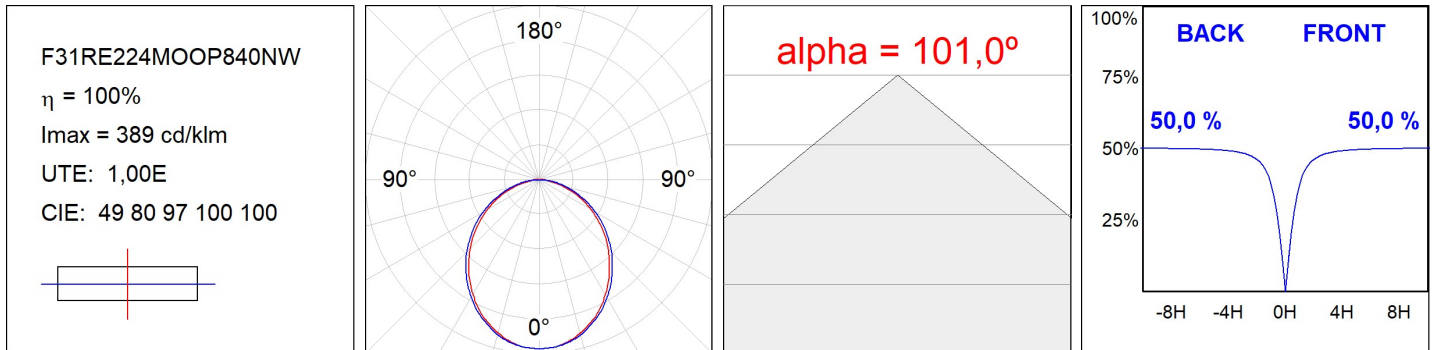 F31RE224MOOP840NW
η = 100%
Imax = 389 cd/klm
UTE: 1,00E
CIE: 49 80 97 100 100
180°
90° 90°
0°
alpha = 101,0º
100% BACK FRONT
75%
50,0 % 50,0 %
50%
25%
-8H -4H 0H 4H 8H